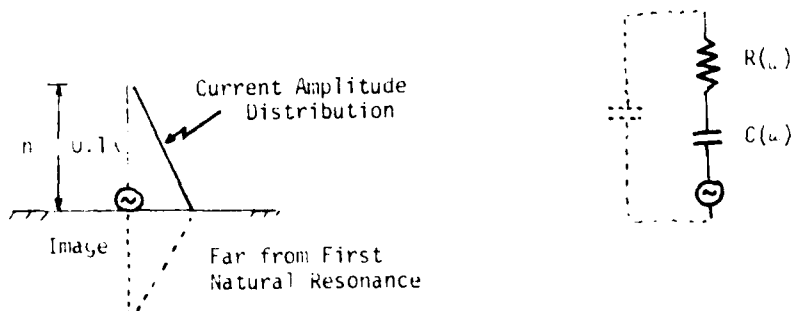 Current Amplitude
Distribution
Image
Far from First
Natural Resonance